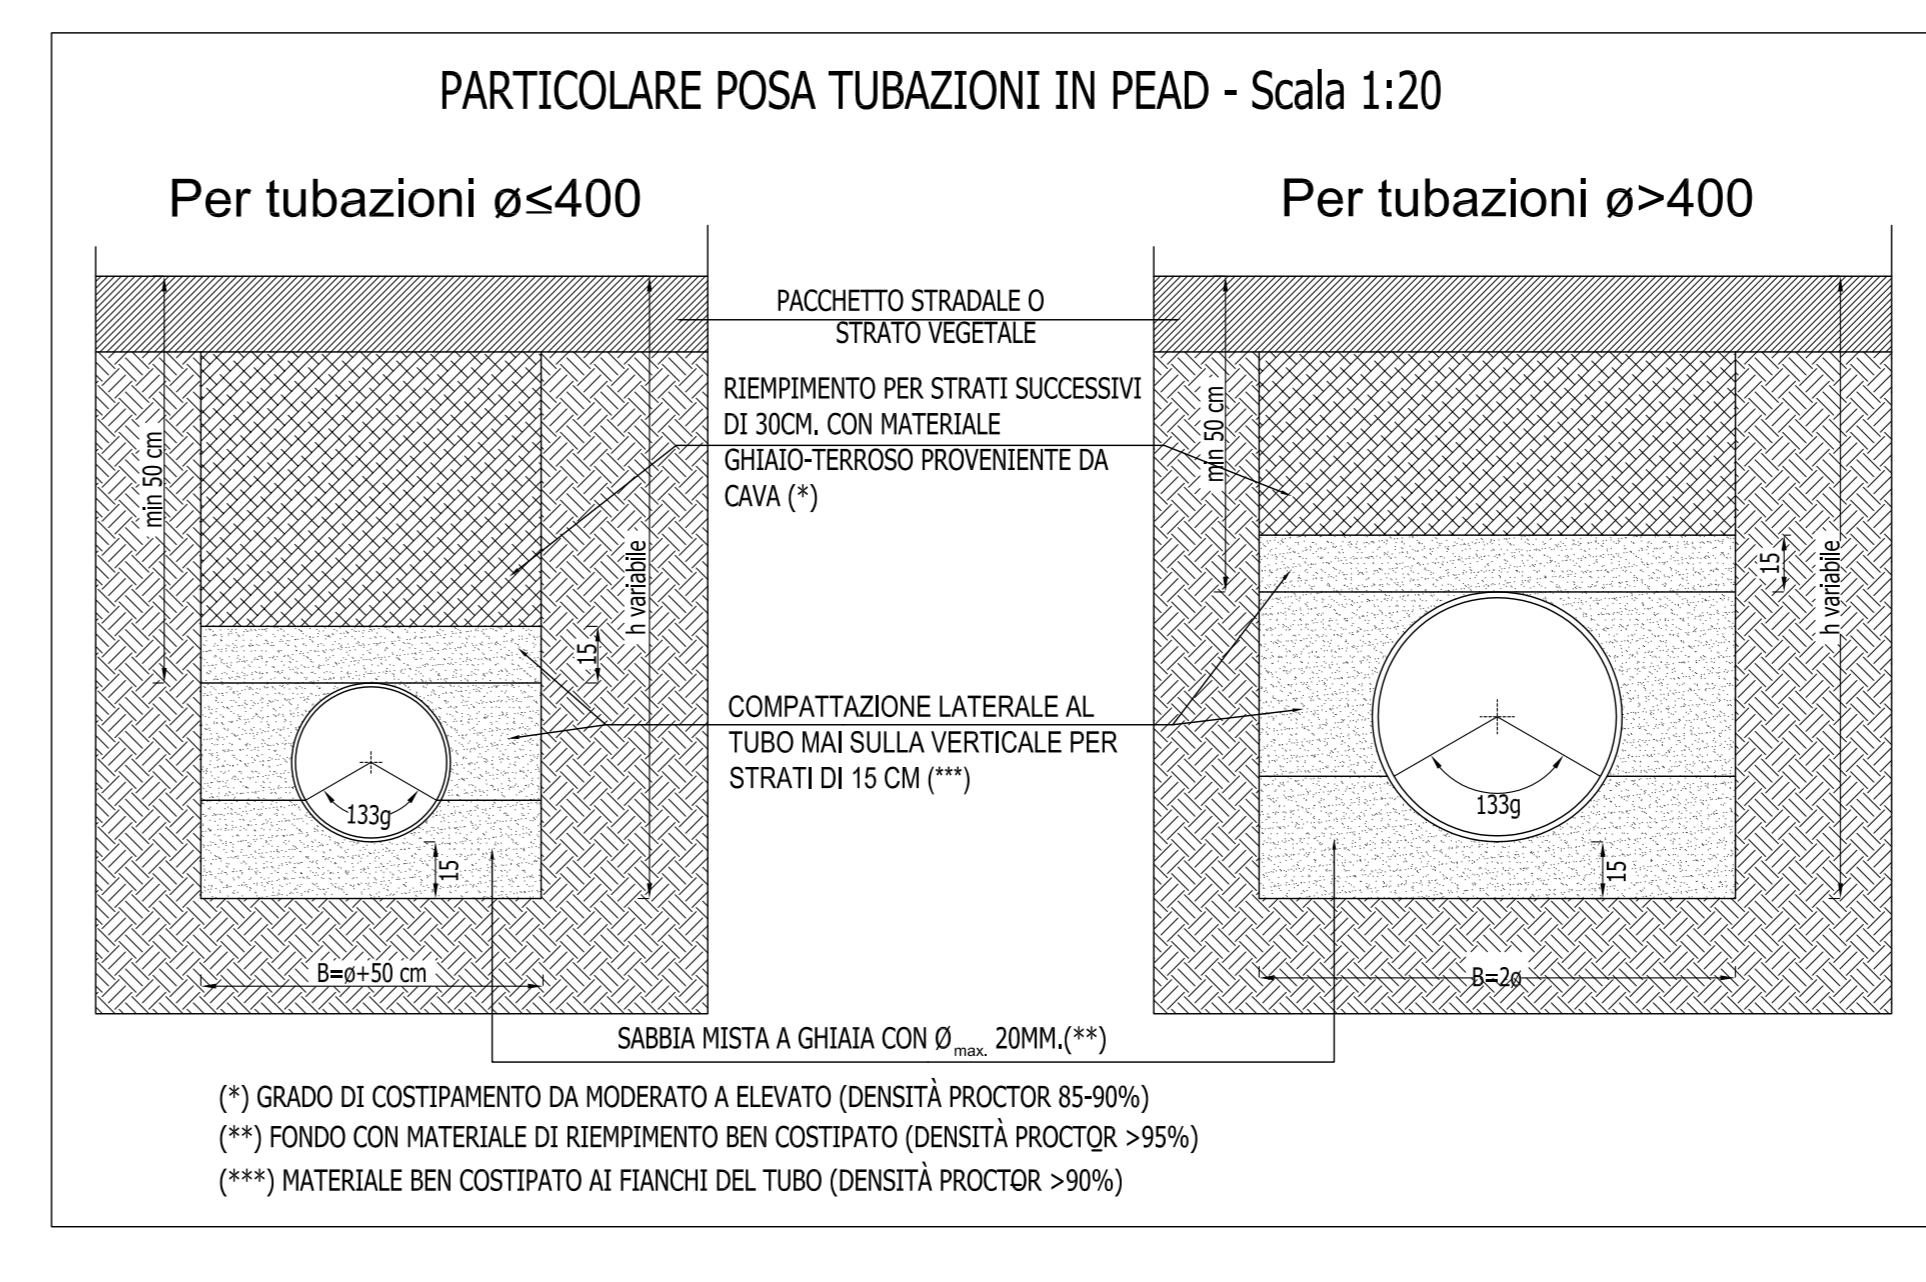 PARTICOLARE POSA TUBAZIONI IN PEAD - Scala 1:20
Per tubazioni ø≤400
Per tubazioni ø>400
PACCHETTO STRADALE O
STRATO VEGETALE
RIEMPIMENTO PER STRATI SUCCESSIVI
DI 30CM. CON MATERIALE
GHIAIO-TERROSO PROVENIENTE DA
CAVA (*)
COMPATTAZIONE LATERALE AL
TUBO MAI SULLA VERTICALE PER
STRATI DI 15 CM (***)
min 50 cm
h variabile
15
133g
15
B=ø+50 cm
min 50 cm
15
h variabile
133g
15
B=2ø
SABBIA MISTA A GHIAIA CON Ø max. 20MM.(**)
(*) GRADO DI COSTIPAMENTO DA MODERATO A ELEVATO (DENSITÀ PROCTOR 85-90%)
(**) FONDO CON MATERIALE DI RIEMPIMENTO BEN COSTIPATO (DENSITÀ PROCTOR >95%)
(***) MATERIALE BEN COSTIPATO AI FIANCHI DEL TUBO (DENSITÀ PROCTOR >90%)